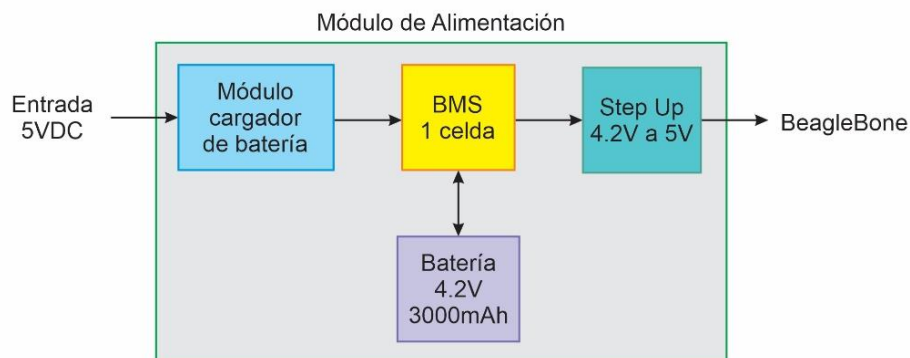 Módulo de Alimentación
Entrada
5VDC
Módulo
cargador
de batería
BMS
1 celda
Step Up
4.2V a 5V
BeagleBone
Batería
4.2V
3000mAh